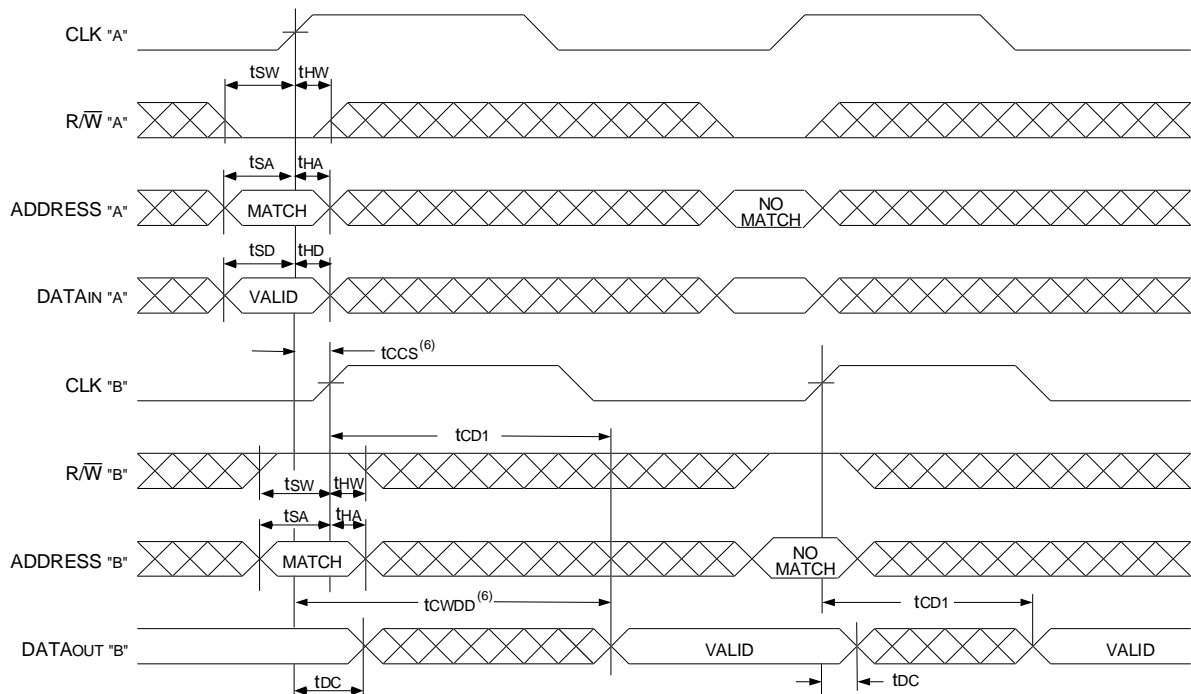 CLK "A"
tSW tHW
R/W̅ "A"
tSA tHA
ADDRESS "A" MATCH NO MATCH
tSD tHD
DATAIN "A" VALID
tCCS(6)
CLK "B"
tCD1
R/W̅ "B"
tSW tHW
tSA tHA
ADDRESS "B" MATCH NO MATCH
tCWDD(6) tCD1
DATAOUT "B" VALID VALID
tDC tDC